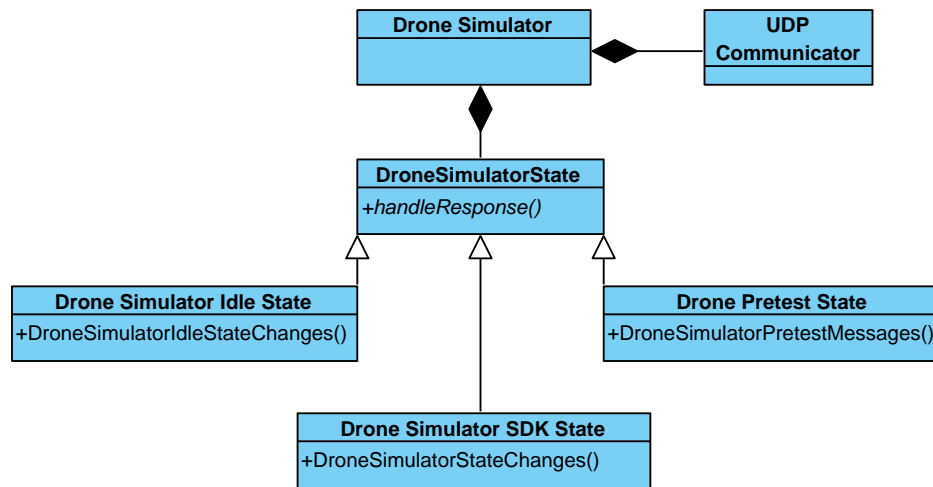 Drone Simulator
UDP
Communicator
DroneSimulatorState
+handleResponse()
Drone Simulator Idle State
+DroneSimulatorIdleStateChanges()
Drone Pretest State
+DroneSimulatorPretestMessages()
Drone Simulator SDK State
+DroneSimulatorStateChanges()